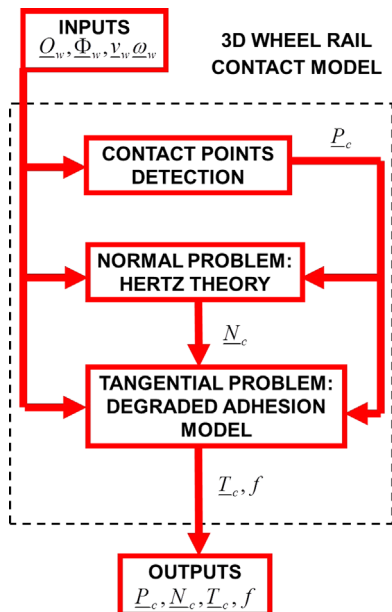 INPUTS
O_w, Φ_w, v_w ω_w
3D WHEEL RAIL
CONTACT MODEL
CONTACT POINTS
DETECTION
P_c
NORMAL PROBLEM:
HERTZ THEORY
N_c
TANGENTIAL PROBLEM:
DEGRADED ADHESION
MODEL
T_c, f
OUTPUTS
P_c, N_c, T_c, f